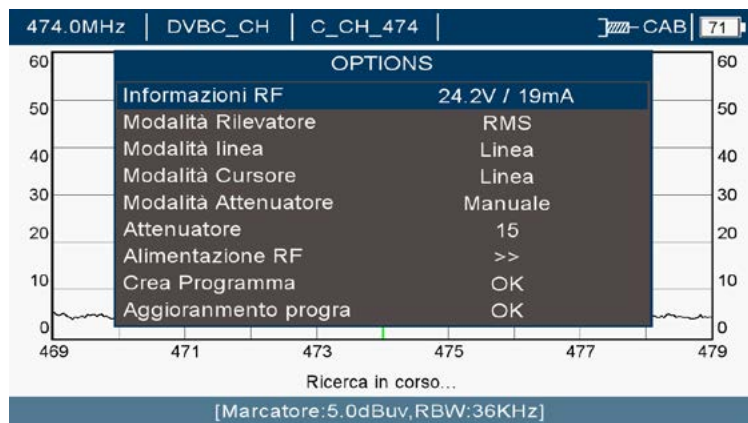 474.0MHz DVBC_CH C_CH_474 CAB 71
OPTIONS
Informazioni RF 24.2V / 19mA
Modalità Rilevatore RMS
Modalità linea Linea
Modalità Cursore Linea
Modalità Attenuatore Manuale
Attenuatore 15
Alimentazione RF >>
Crea Programma OK
Aggioranmento progra OK
60 60
50 50
40 40
30 30
20 20
10 10
0 0
469 471 473 475 477 479
Ricerca in corso...
[Marcatore:5.0dBuv,RBW:36KHz]